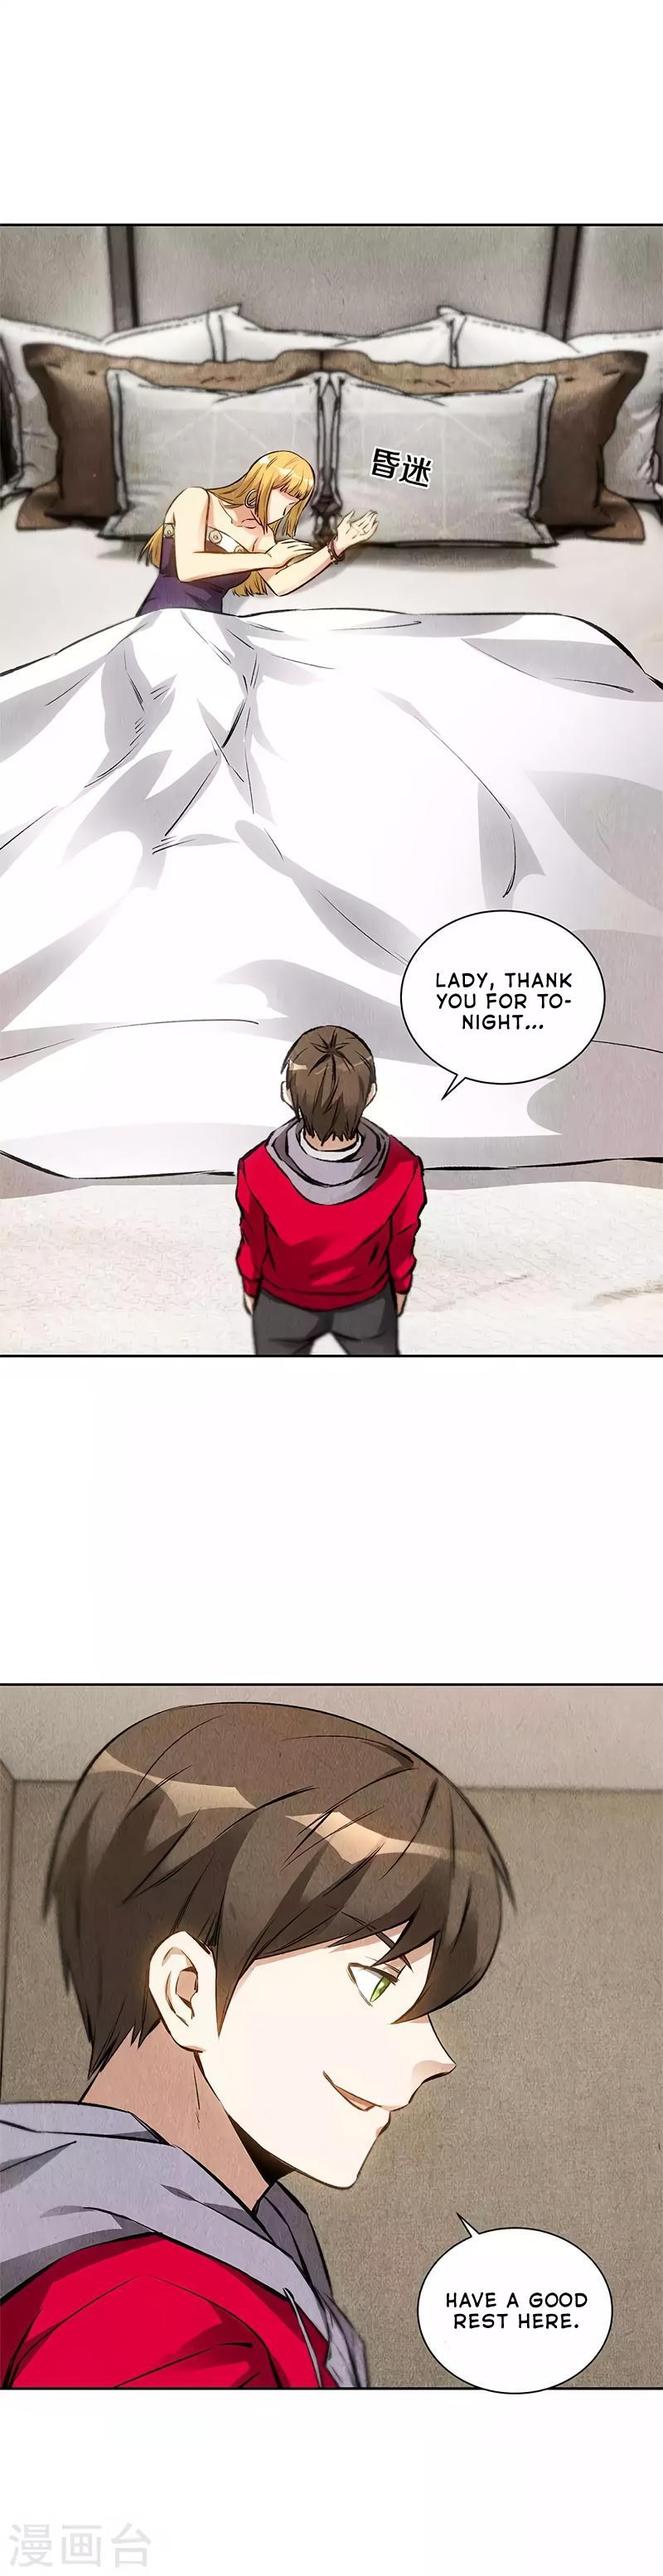 昏迷
LADY, THANK
YOU FOR TO-
NIGHT...
HAVE A GOOD
REST HERE.
漫画台